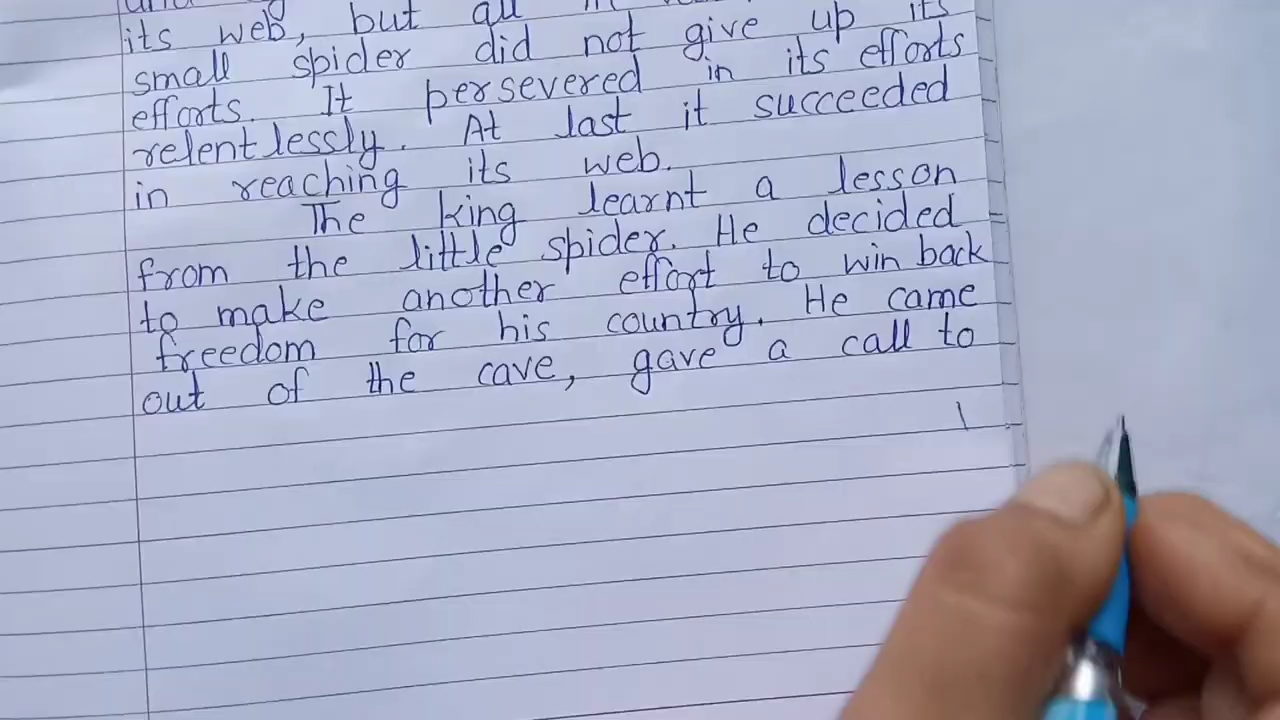 its web, but all in
small spider did not give up its
efforts. It persevered in its efforts
relentlessly. At last it succeeded
in reaching its web.
The king learnt a lesson
from the little spider. He decided
to make another effort to win back
freedom for his country. He came
out of the cave, gave a call to